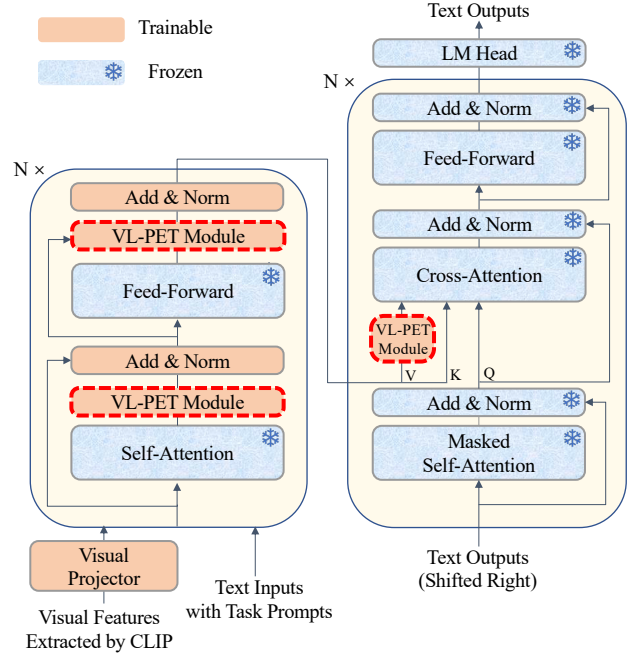 Trainable
Frozen
N ×
Add & Norm
VL-PET Module
Feed-Forward
Add & Norm
VL-PET Module
Self-Attention
Visual
Projector
Visual Features
Extracted by CLIP
Text Inputs
with Task Prompts
Text Outputs
LM Head
N ×
Add & Norm
Feed-Forward
Add & Norm
Cross-Attention
VL-PET
Module
V
K
Q
Add & Norm
Masked
Self-Attention
Text Outputs
(Shifted Right)